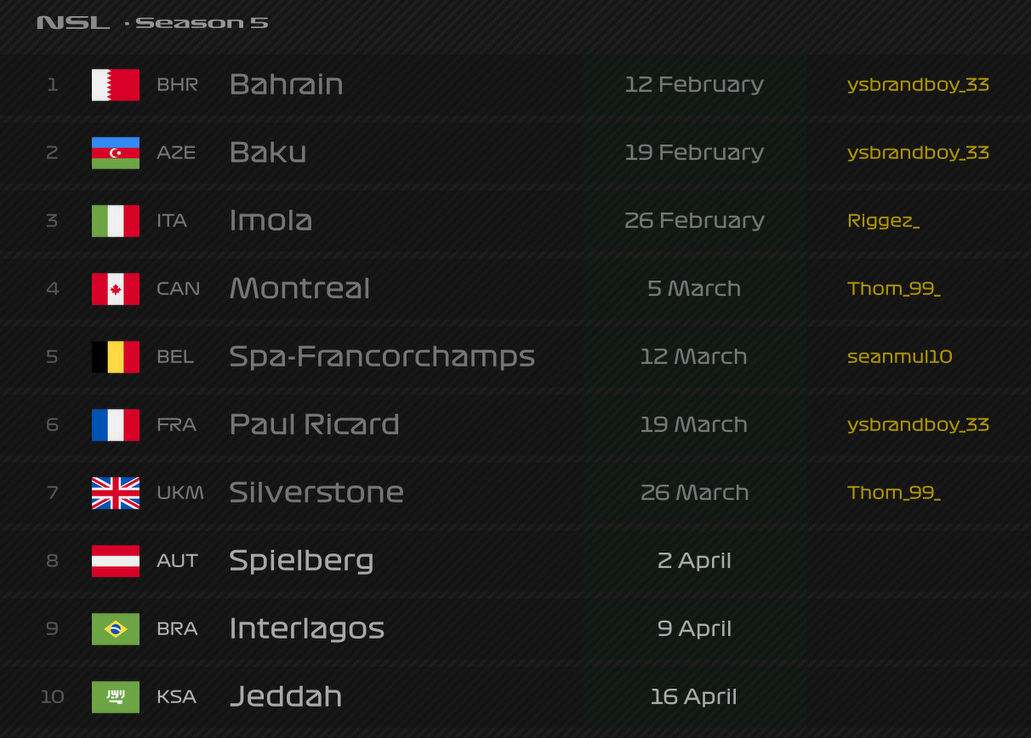 NSL · Season 5
1 BHR Bahrain 12 February ysbrandboy_33
2 AZE Baku 19 February ysbrandboy_33
3 ITA Imola 26 February Riggez_
4 CAN Montreal 5 March Thom_99_
5 BEL Spa-Francorchamps 12 March seanmul10
6 FRA Paul Ricard 19 March ysbrandboy_33
7 UKM Silverstone 26 March Thom_99_
8 AUT Spielberg 2 April
9 BRA Interlagos 9 April
10 KSA Jeddah 16 April